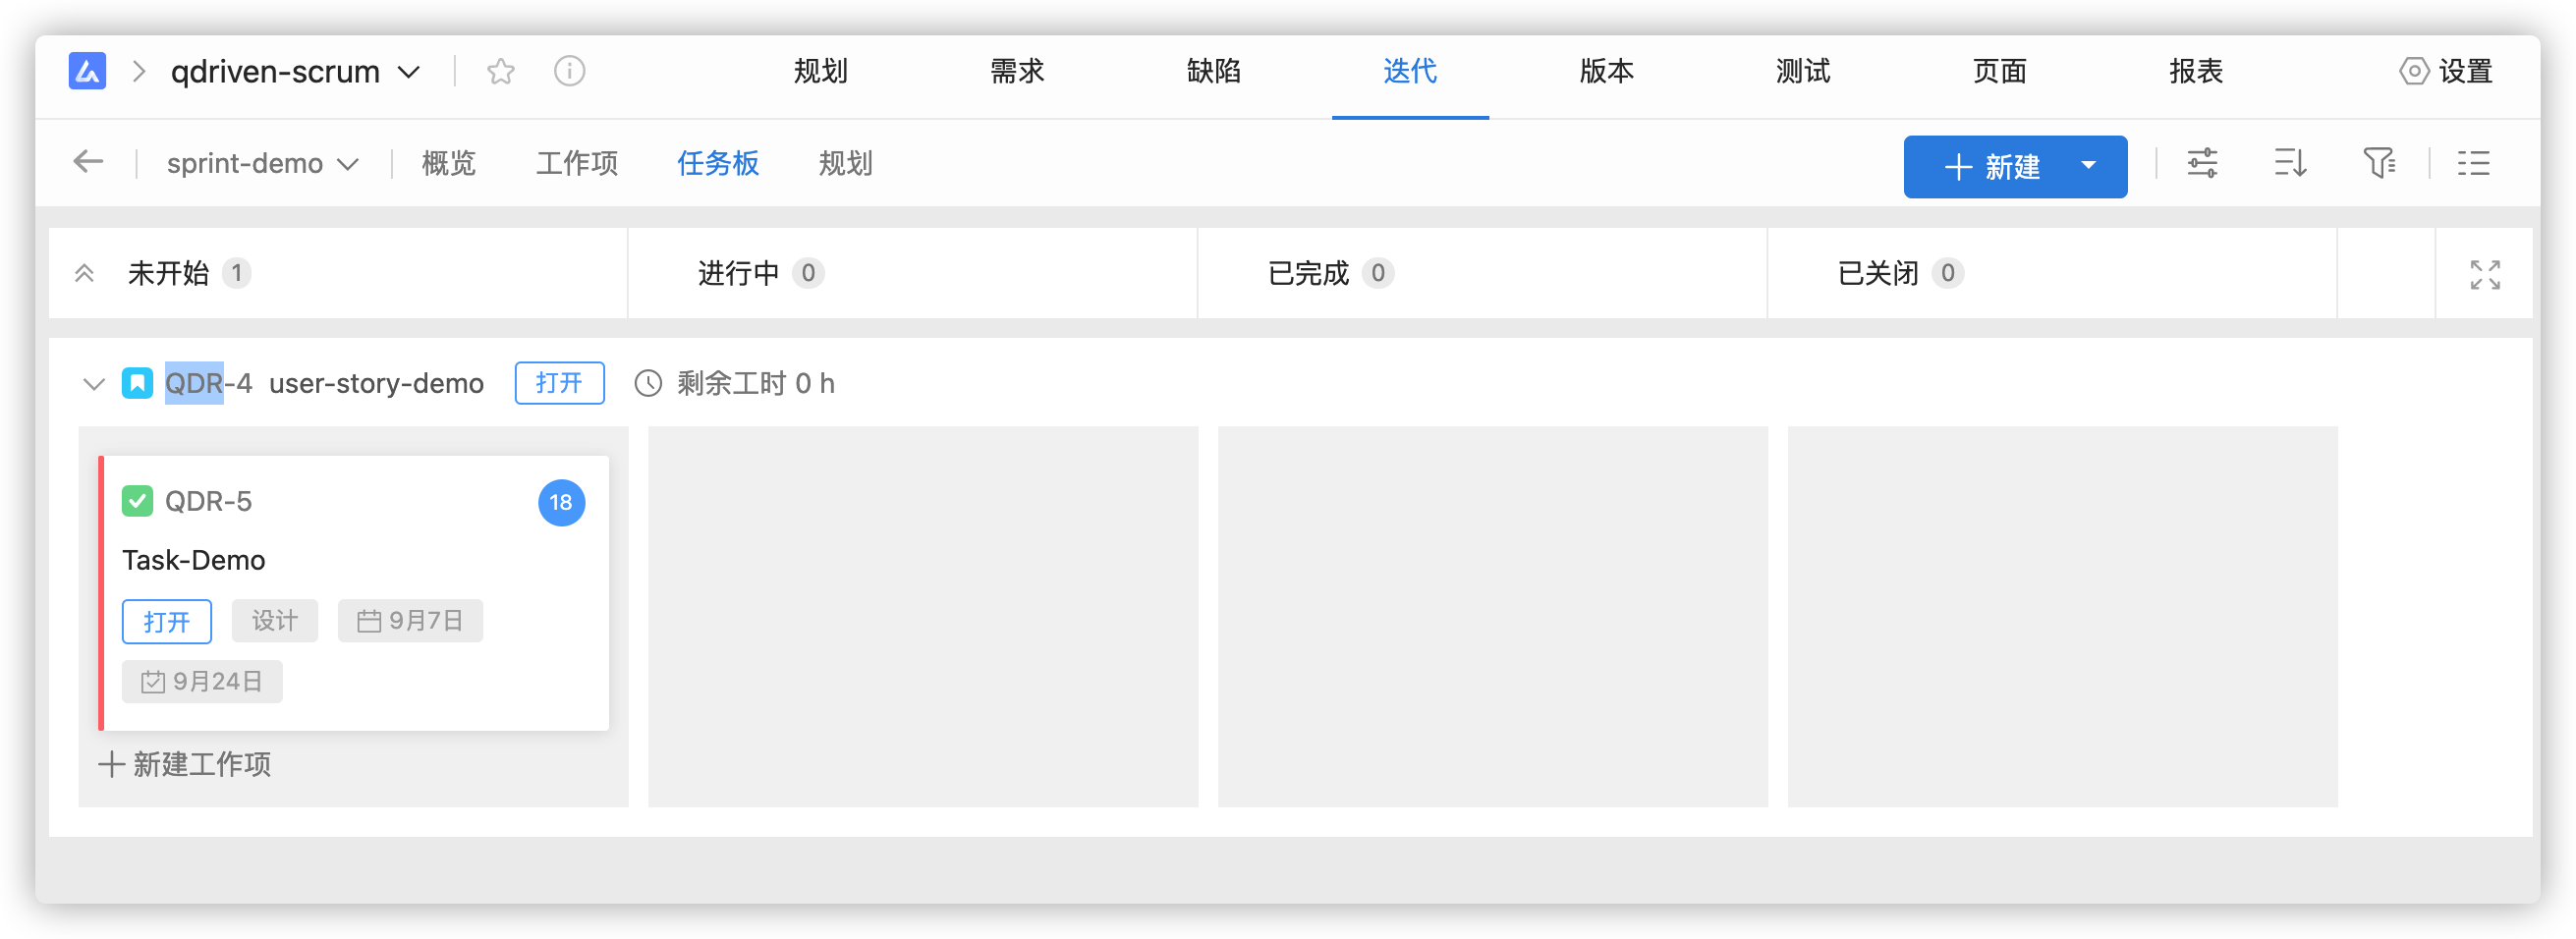 qdriven-scrum 规划 需求 缺陷 迭代 版本 测试 页面 报表 设置
sprint-demo 概览 工作项 任务板 规划 新建
未开始 1 进行中 0 已完成 0 已关闭 0
QDR-4 user-story-demo 打开 剩余工时 0 h
QDR-5 18
Task-Demo
打开 设计 9月7日
9月24日
新建工作项